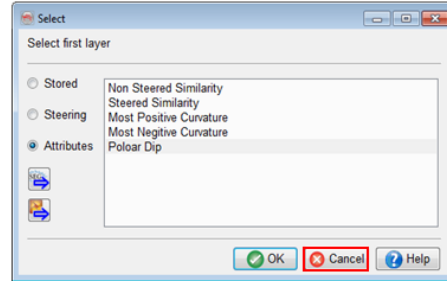 Select
Select first layer
Stored
Steering
Attributes
Non Steered Similarity
Steered Similarity
Most Positive Curvature
Most Negitive Curvature
Poloar Dip
OK
Cancel
Help